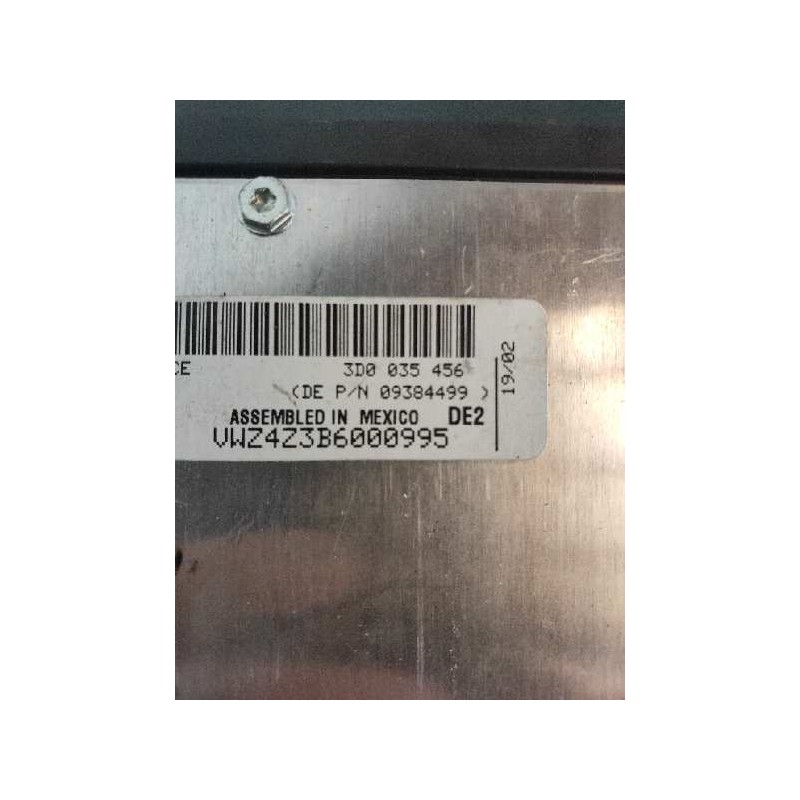 CE 3D0 035 456
(DE P/N 09384499 )
ASSEMBLED IN MEXICO DE2
VWZ4Z3B6000995
19/02